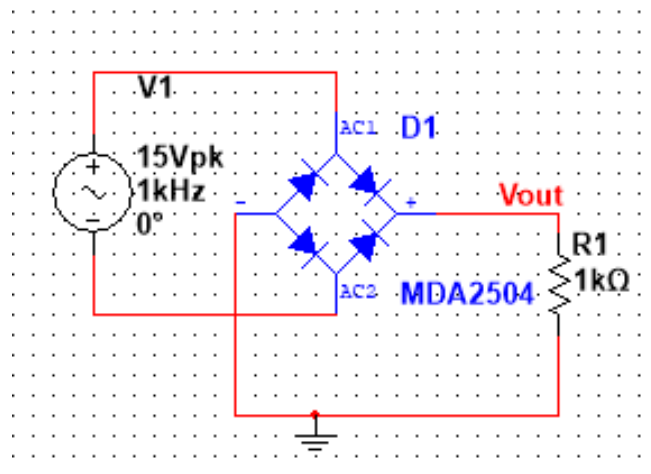 V1
AC1 D1
15Vpk
1kHz
0°
+
~
−
- +
Vout
R1
1kΩ
AC2 MDA2504